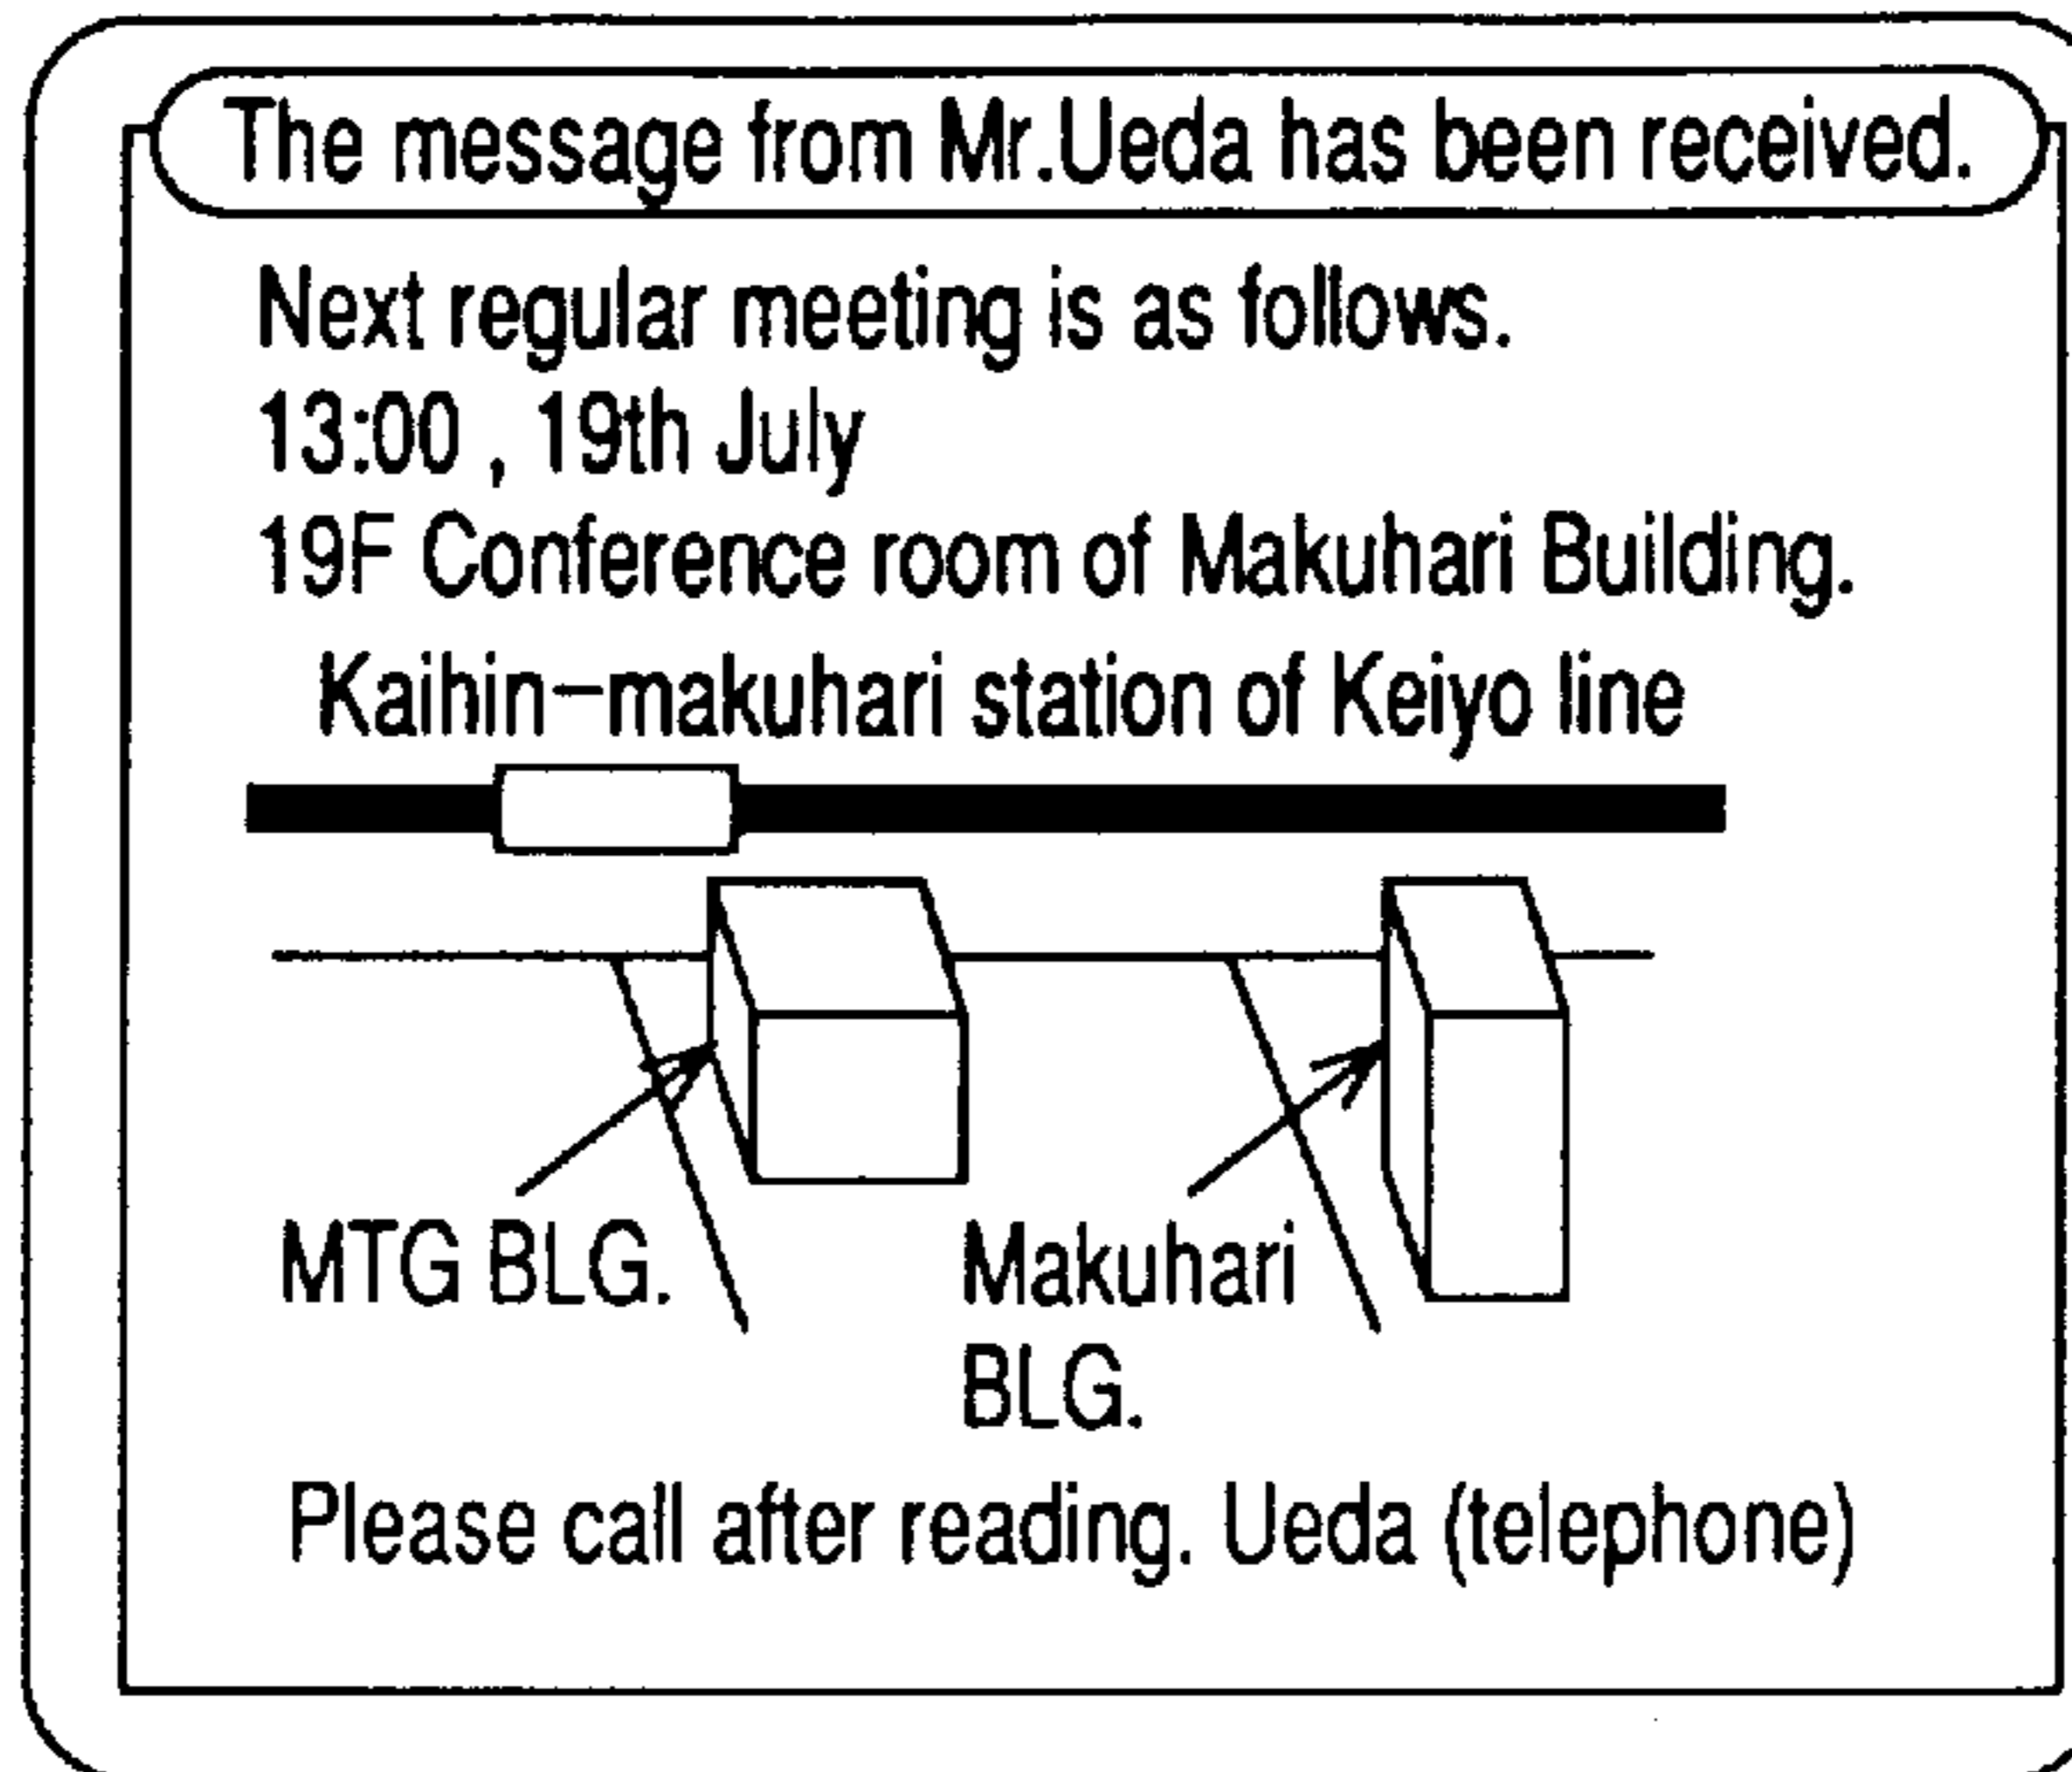 The message from Mr.Ueda has been received.
Next regular meeting is as follows.
13:00 , 19th July
19F Conference room of Makuhari Building.
Kaihin-makuhari station of Keiyo line
MTG BLG.
Makuhari
BLG.
Please call after reading. Ueda (telephone)